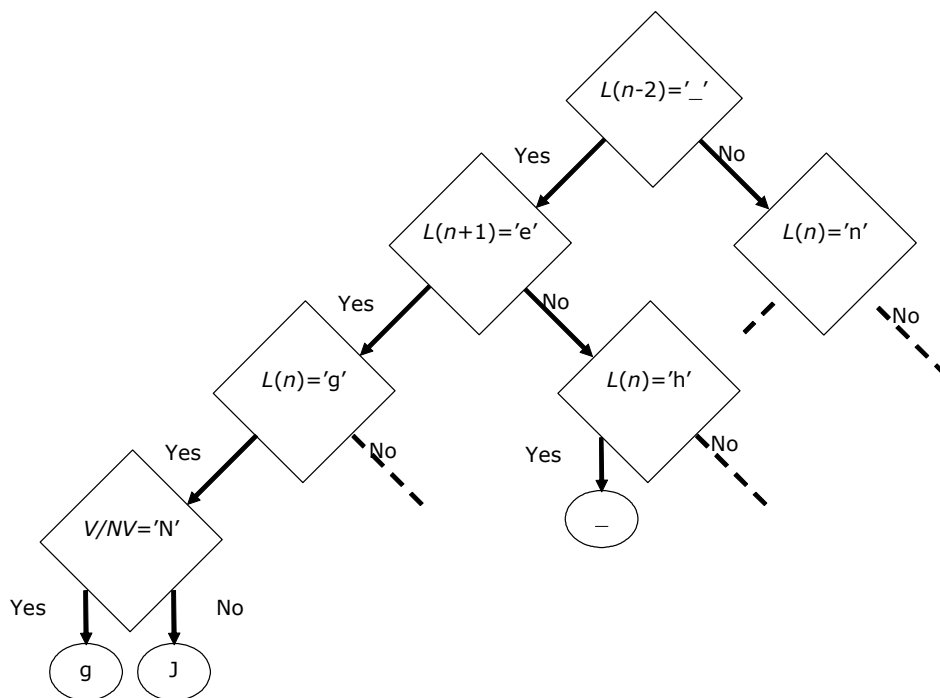 L(n-2)='_'
Yes
No
L(n+1)='e'
L(n)='n'
Yes
No
No
L(n)='g'
L(n)='h'
Yes
No
Yes
No
V/NV='N'
_
Yes
No
g
J